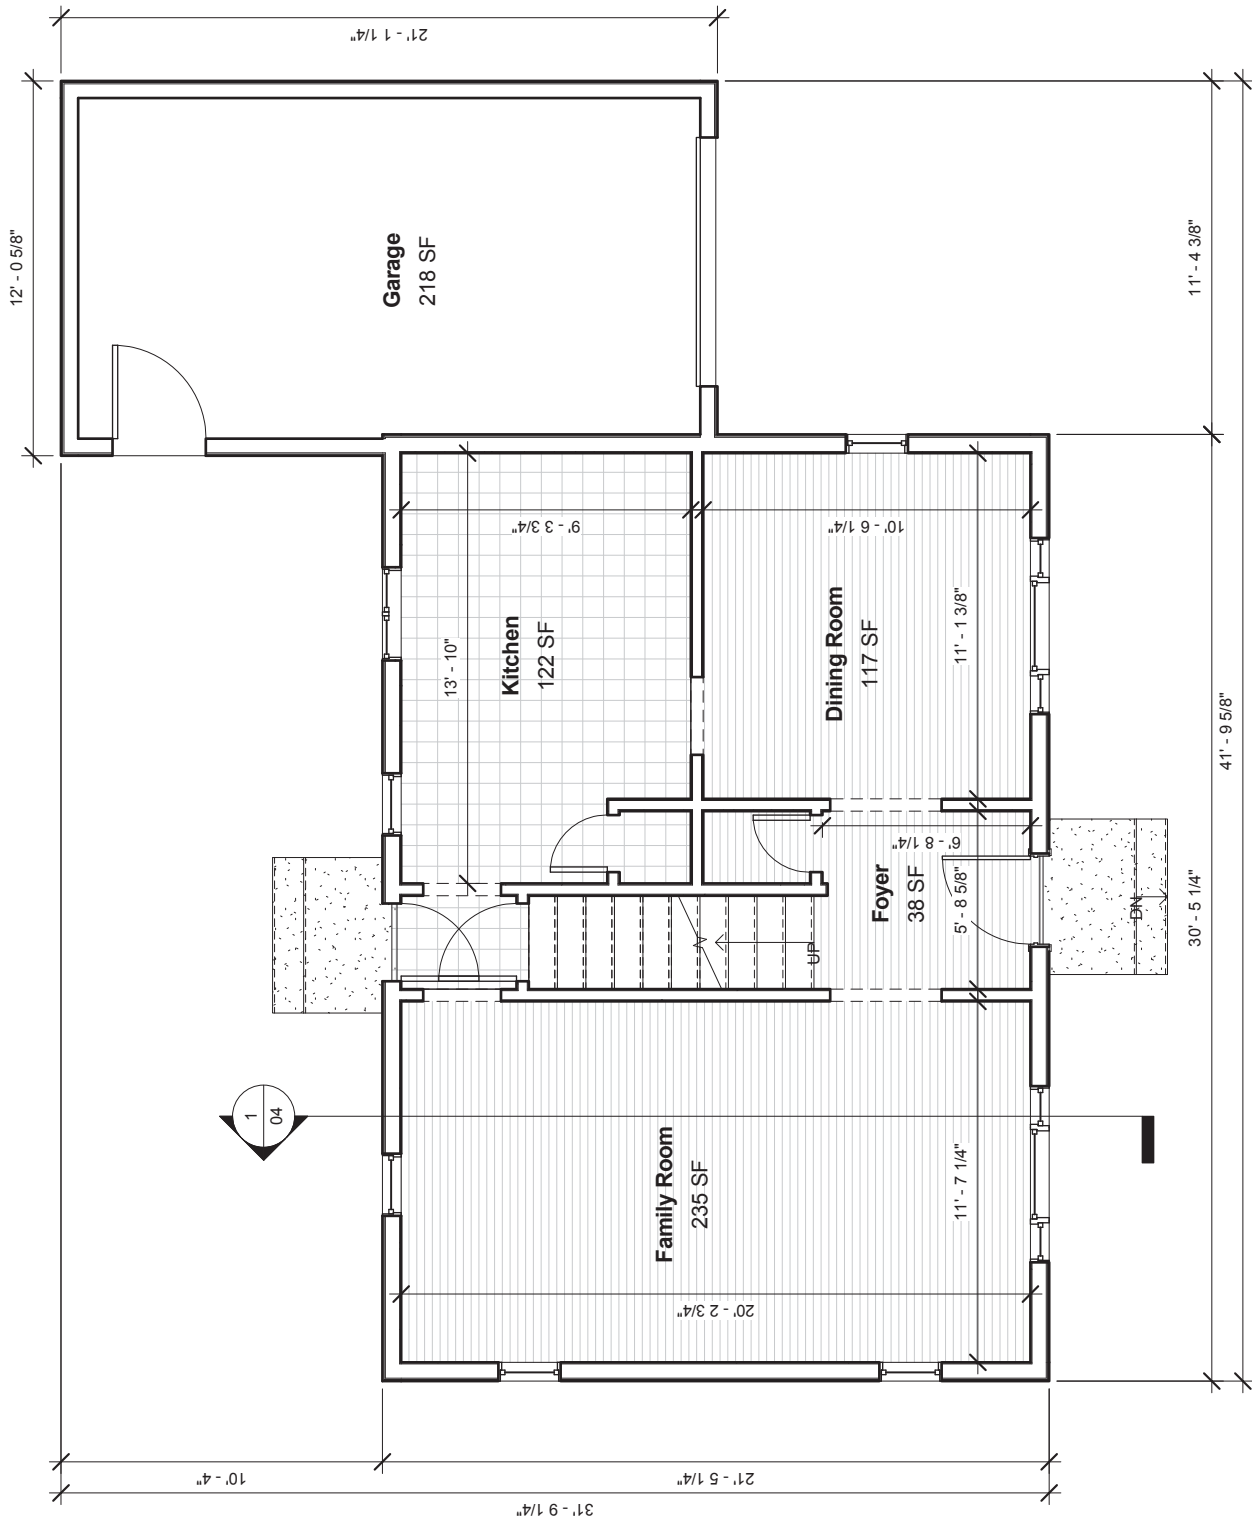 21' - 1 1/4"
12' - 0 5/8"
Garage
218 SF
11' - 4 3/8"
9' - 3 3/4"
10' - 6 1/4"
13' - 10"
Kitchen
122 SF
Dining Room
117 SF
11' - 1 3/8"
41' - 9 5/8"
6' - 8 1/4"
Foyer
38 SF
5' - 8 5/8"
UP
DN
30' - 5 1/4"
1
04
Family Room
235 SF
11' - 7 1/4"
20' - 2 3/4"
10' - 4"
21' - 5 1/4"
31' - 9 1/4"